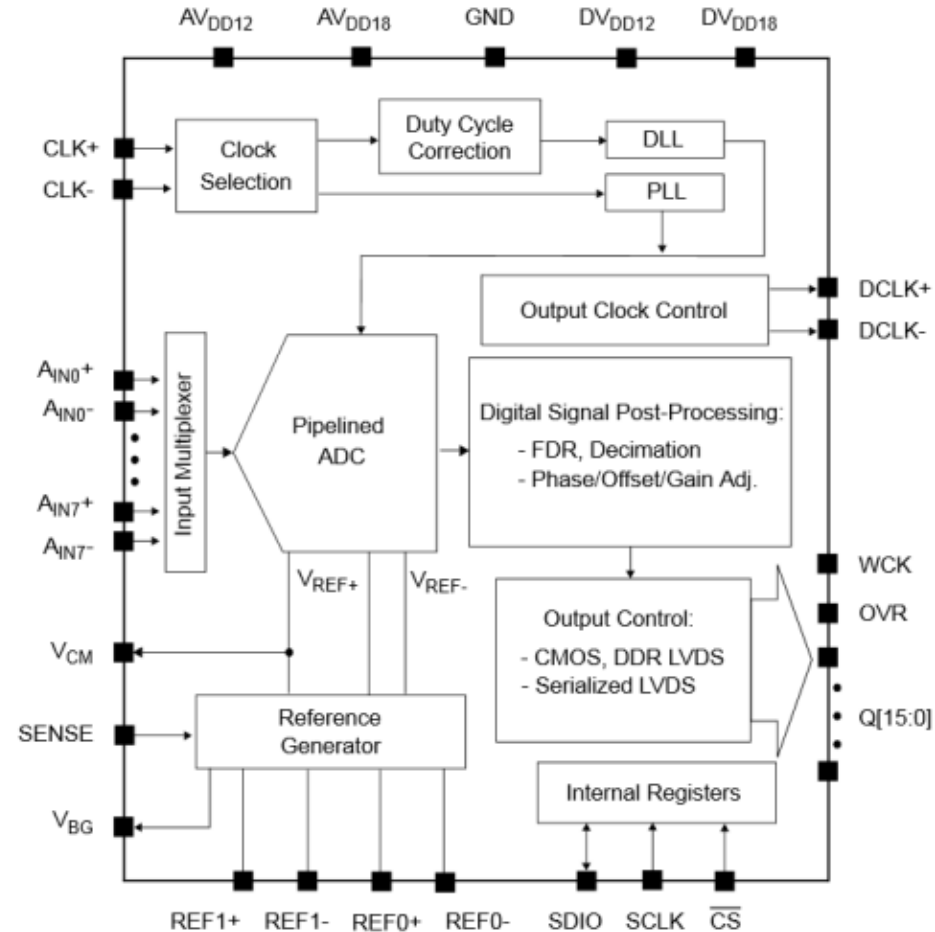 AVDD12 AVDD18 GND DVDD12 DVDD18
CLK+
CLK-
Clock
Selection
Duty Cycle
Correction
DLL
PLL
Output Clock Control
DCLK+
DCLK-
AIN0+
AIN0-
AIN7+
AIN7-
Input Multiplexer
Pipelined
ADC
Digital Signal Post-Processing:
- FDR, Decimation
- Phase/Offset/Gain Adj.
VREF+
VREF-
Output Control:
- CMOS, DDR LVDS
- Serialized LVDS
WCK
OVR
Q[15:0]
VCM
SENSE
VBG
Reference
Generator
Internal Registers
REF1+ REF1- REF0+ REF0- SDIO SCLK C̅S̅